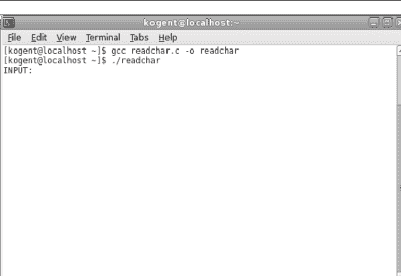 kogent@localhost:~
File Edit View Terminal Tabs Help
[kogent@localhost ~]$ gcc readchar.c -o readchar
[kogent@localhost ~]$ ./readchar
INPUT: